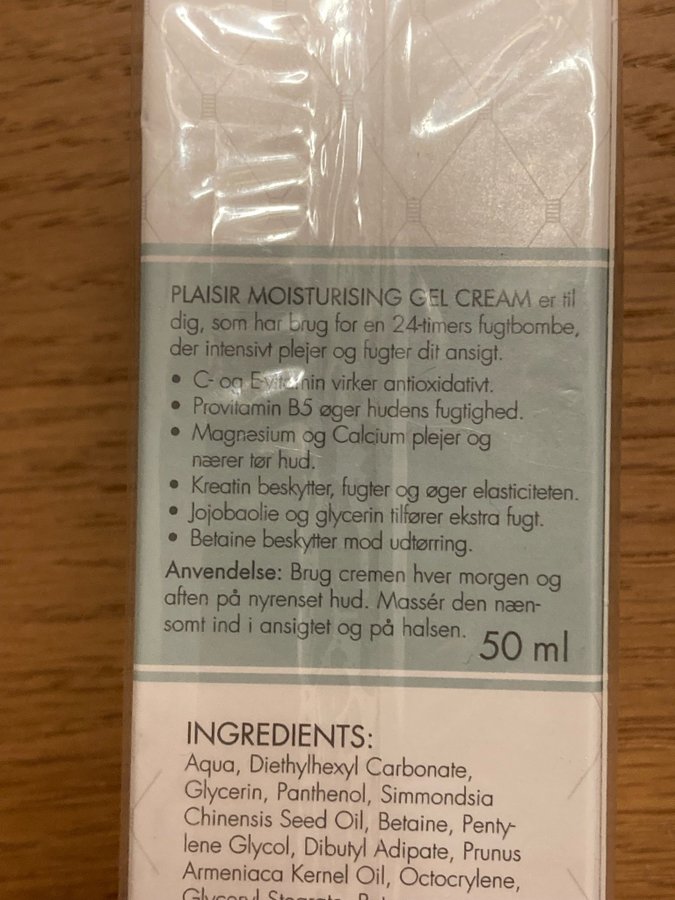 PLAISIR MOISTURISING GEL CREAM er til
dig, som har brug for en 24-timers fugtbombe,
der intensivt plejer og fugter dit ansigt.
• C- og E-vitamin virker antioxidativt.
• Provitamin B5 øger hudens fugtighed.
• Magnæsium og Calcium plejer og
nærer tør hud.
• Kreatin beskytter, fugter og øger elasticiteten.
• Jojobaolie og glycerin tilfører ekstra fugt.
• Betaine beskytter mod udtørring.
Anvendelse: Brug cremen hver morgen og
aften på nyrenset hud. Massér den næn-
somt ind i ansigtet og på halsen. 50 ml
INGREDIENTS:
Aqua, Diethylhexyl Carbonate,
Glycerin, Panthenol, Simmondsia
Chinensis Seed Oil, Betaine, Penty-
lene Glycol, Dibutyl Adipate, Prunus
Armeniaca Kernel Oil, Octocrylene,
Glyceryl Stearate,